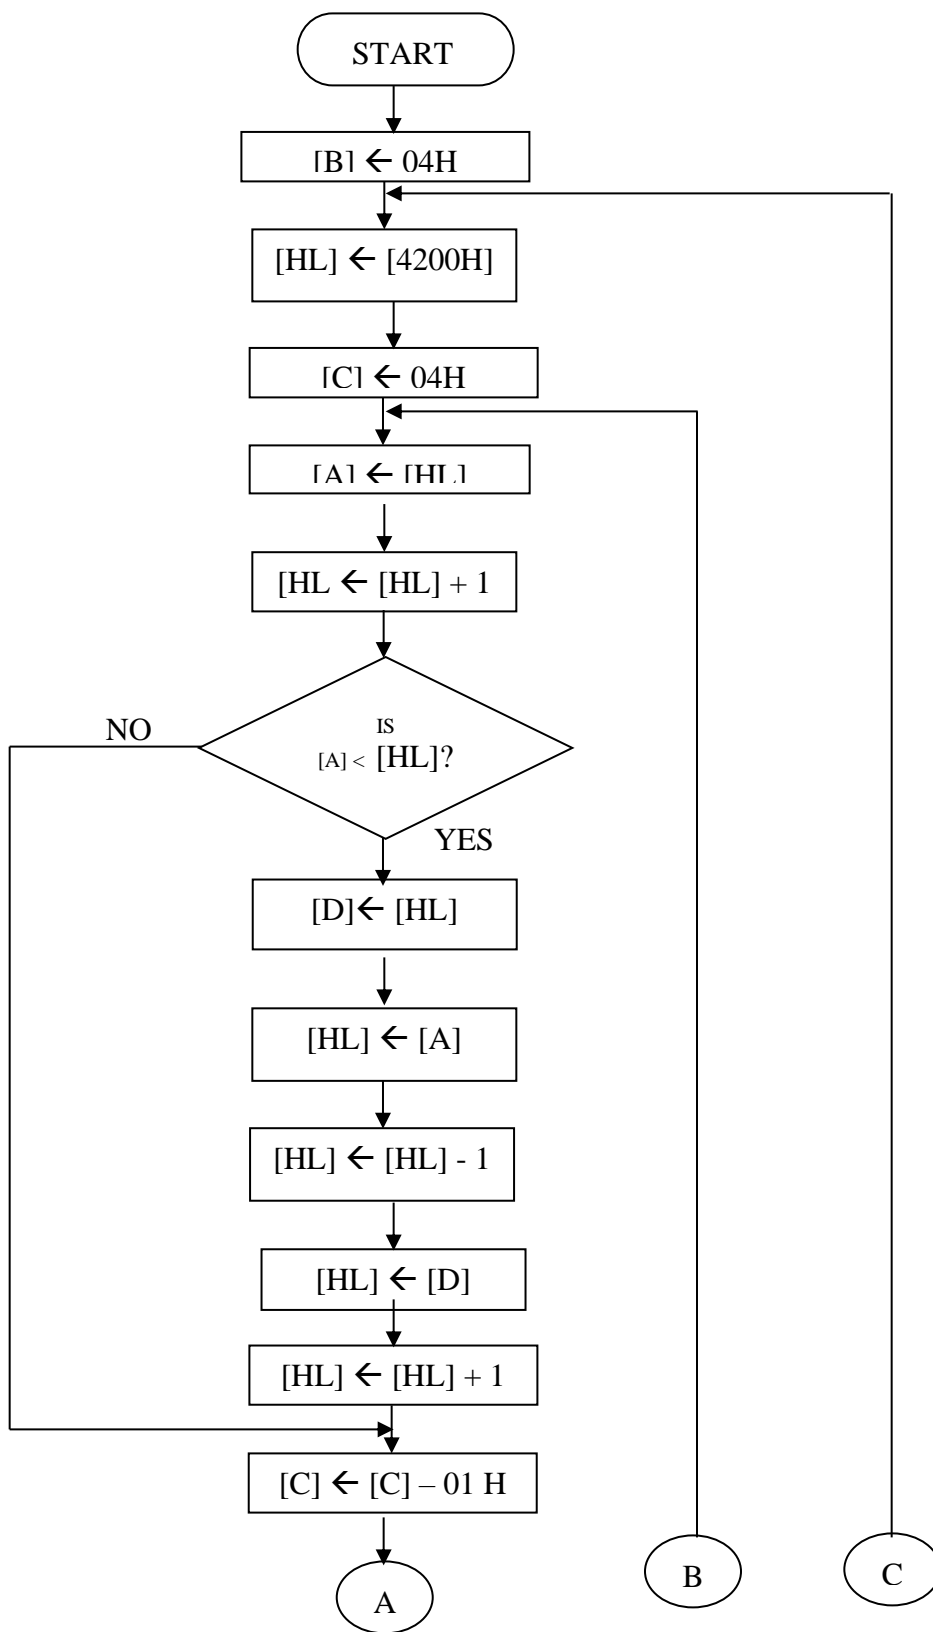 START
[B] ← 04H
[HL] ← [4200H]
[C] ← 04H
[A] ← [HL]
[HL ← [HL] + 1
IS
[A] < [HL]?
NO
YES
[D]← [HL]
[HL] ← [A]
[HL] ← [HL] - 1
[HL] ← [D]
[HL] ← [HL] + 1
[C] ← [C] – 01 H
A
B
C